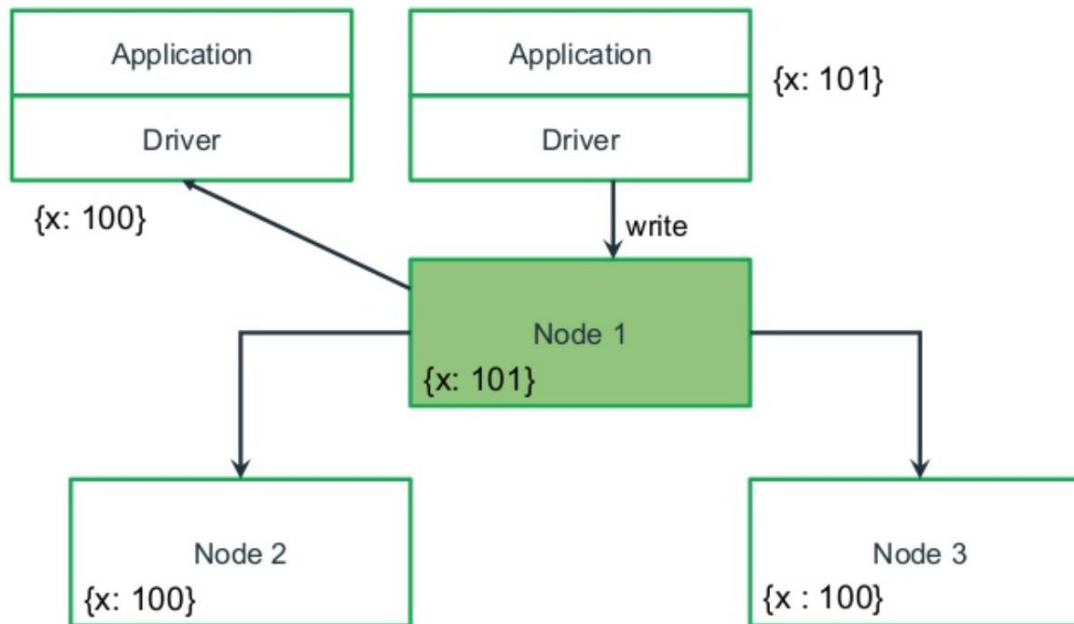 Application
Driver
{x: 100}
Application
Driver
{x: 101}
write
Node 1
{x: 101}
Node 2
{x: 100}
Node 3
{x : 100}